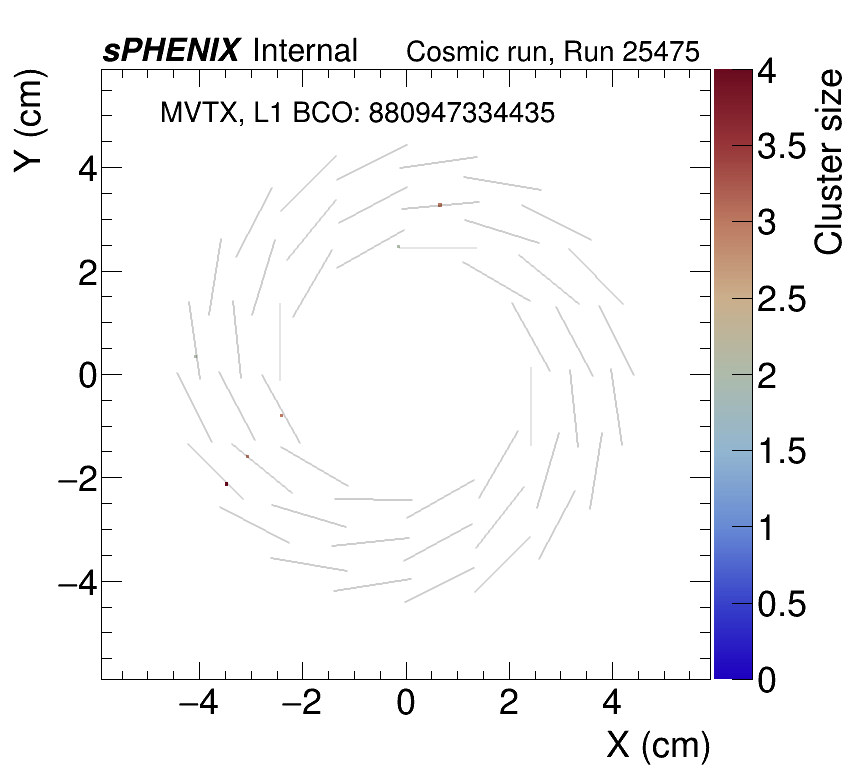 sPHENIX Internal Cosmic run, Run 25475
MVTX, L1 BCO: 880947334435
Y (cm)
4
2
0
−2
−4
−4 −2 0 2 4
X (cm)
4
3.5
3
2.5
2
1.5
1
0.5
0
Cluster size